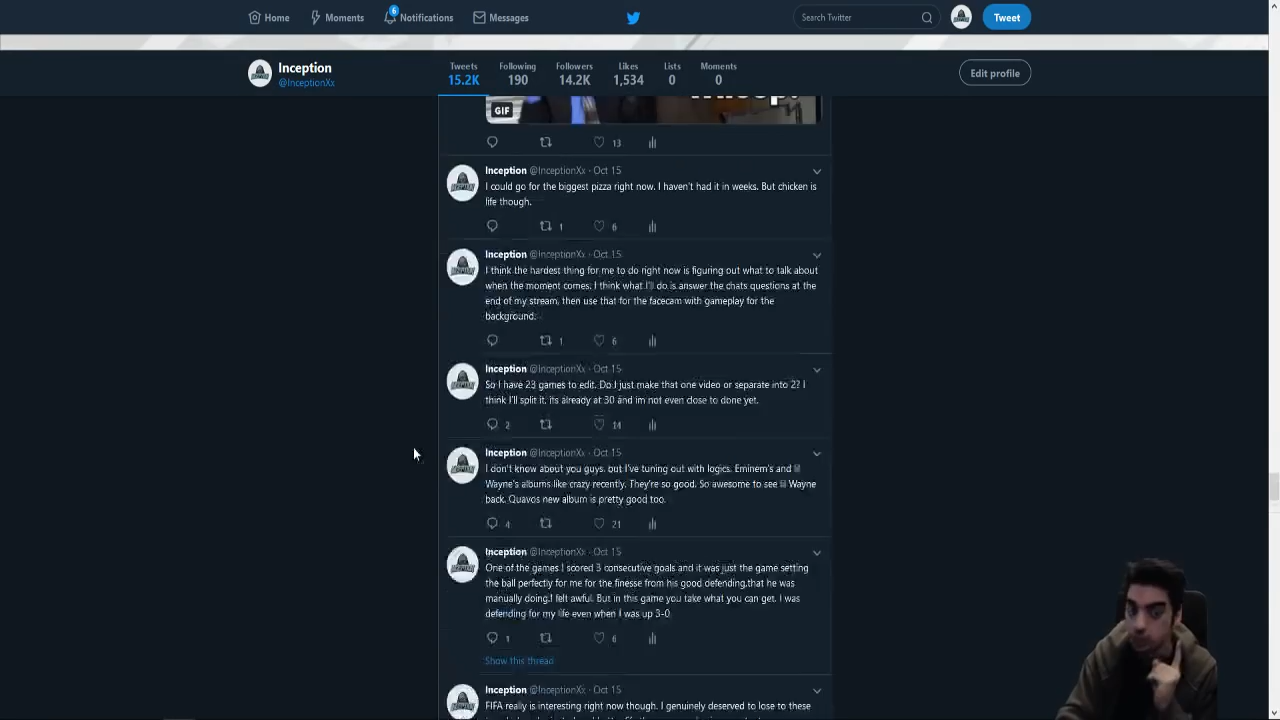 Home Moments 6 Notifications Messages Search Twitter Tweet
Inception
@InceptionXx
Tweets Following Followers Likes Lists Moments
15.2K 190 14.2K 1,534 0 0
Edit profile
GIF
13
Inception @InceptionXx · Oct 15
I could go for the biggest pizza right now. I haven't had it in weeks. But chicken is
life though.
1 6
Inception @InceptionXx · Oct 15
I think the hardest thing for me to do right now is figuring out what to talk about
when the moment comes. I think what I'll do is answer the chats questions at the
end of my stream, then use that for the facecam with gameplay for the
background.
1 6
Inception @InceptionXx · Oct 15
So I have 23 games to edit. Do I just make that one video or separate into 2? I
think I'll split it, its already at 30 and im not even close to done yet.
2 14
Inception @InceptionXx · Oct 15
I don't know about you guys, but I've tuning out with logics, Eminem's and lil
Wayne's albums like crazy recently. They're so good. So awesome to see lil Wayne
back. Quavos new album is pretty good too.
4 21
Inception @InceptionXx · Oct 15
One of the games I scored 3 consecutive goals and it was just the game setting
the ball perfectly for me for the finesse from his good defending,that he was
manually doing.I felt awful. But in this game you take what you can get. I was
defending for my life even when I was up 3-0
1 6
Show this thread
Inception @InceptionXx · Oct 15
FIFA really is interesting right now though. I genuinely deserved to lose to these